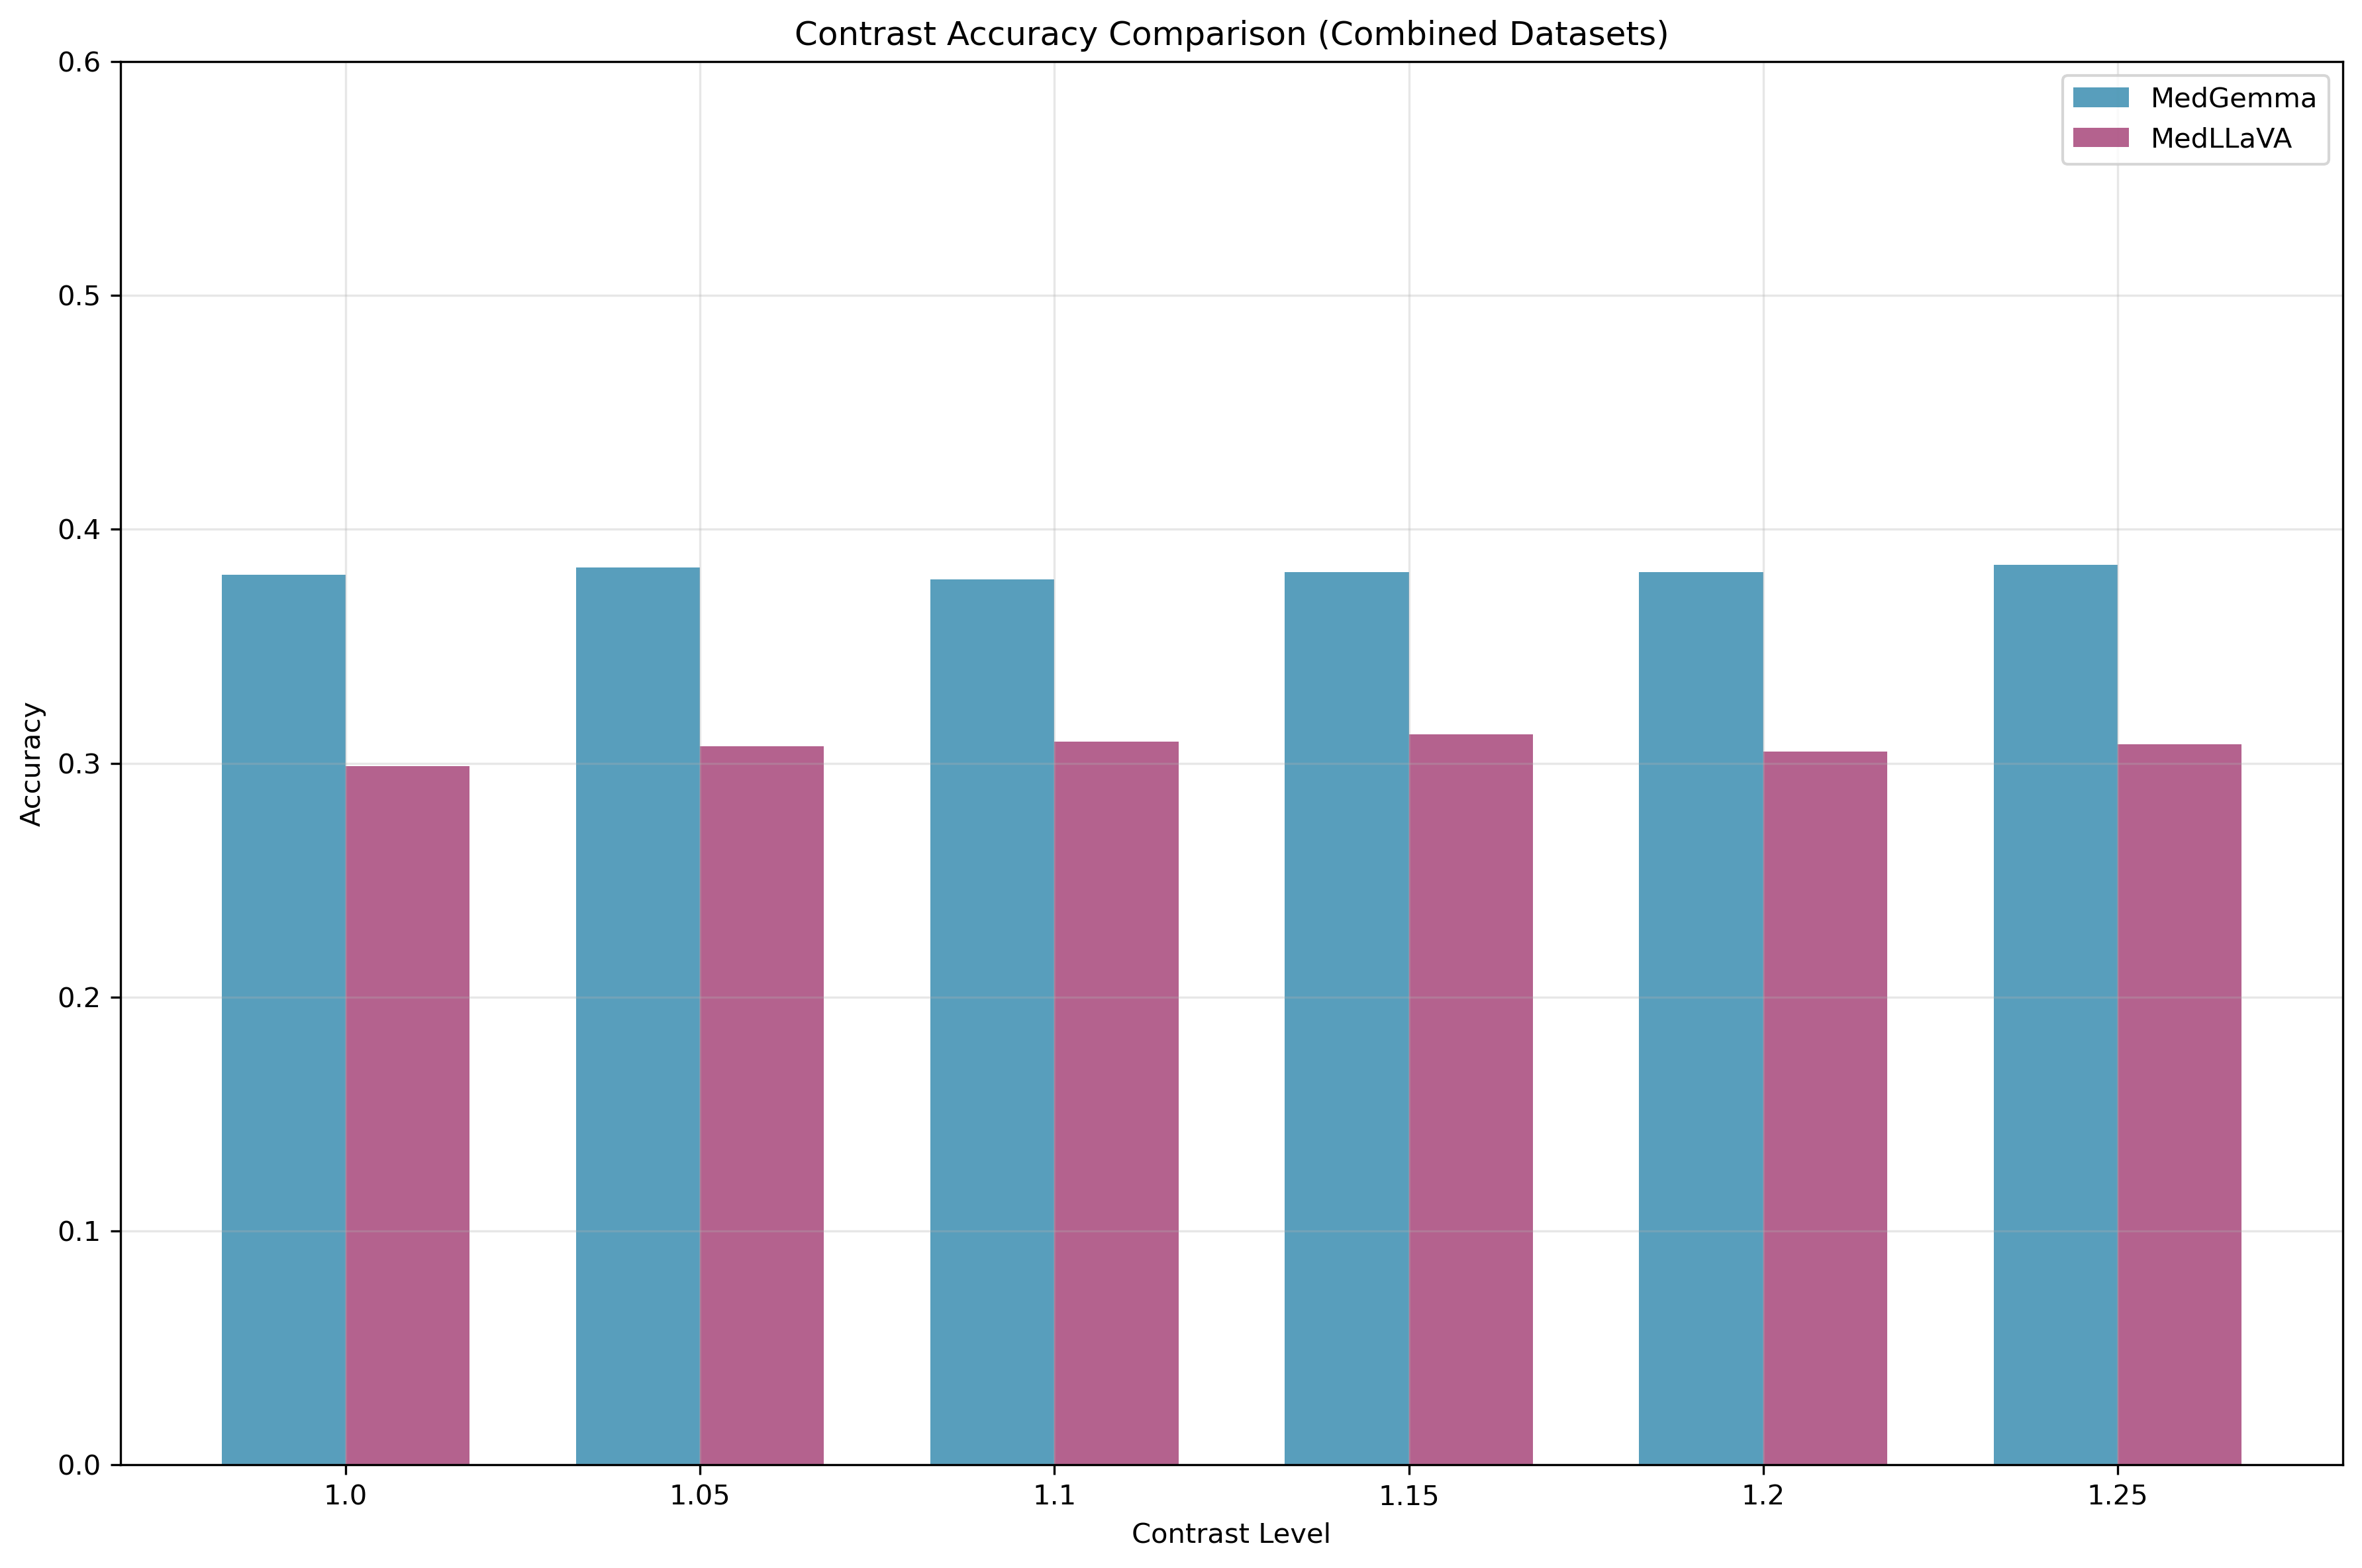 Contrast Accuracy Comparison (Combined Datasets)
MedGemma
MedLLaVA
0.6
0.5
0.4
0.3
0.2
0.1
0.0
Accuracy
1.0 1.05 1.1 1.15 1.2 1.25
Contrast Level